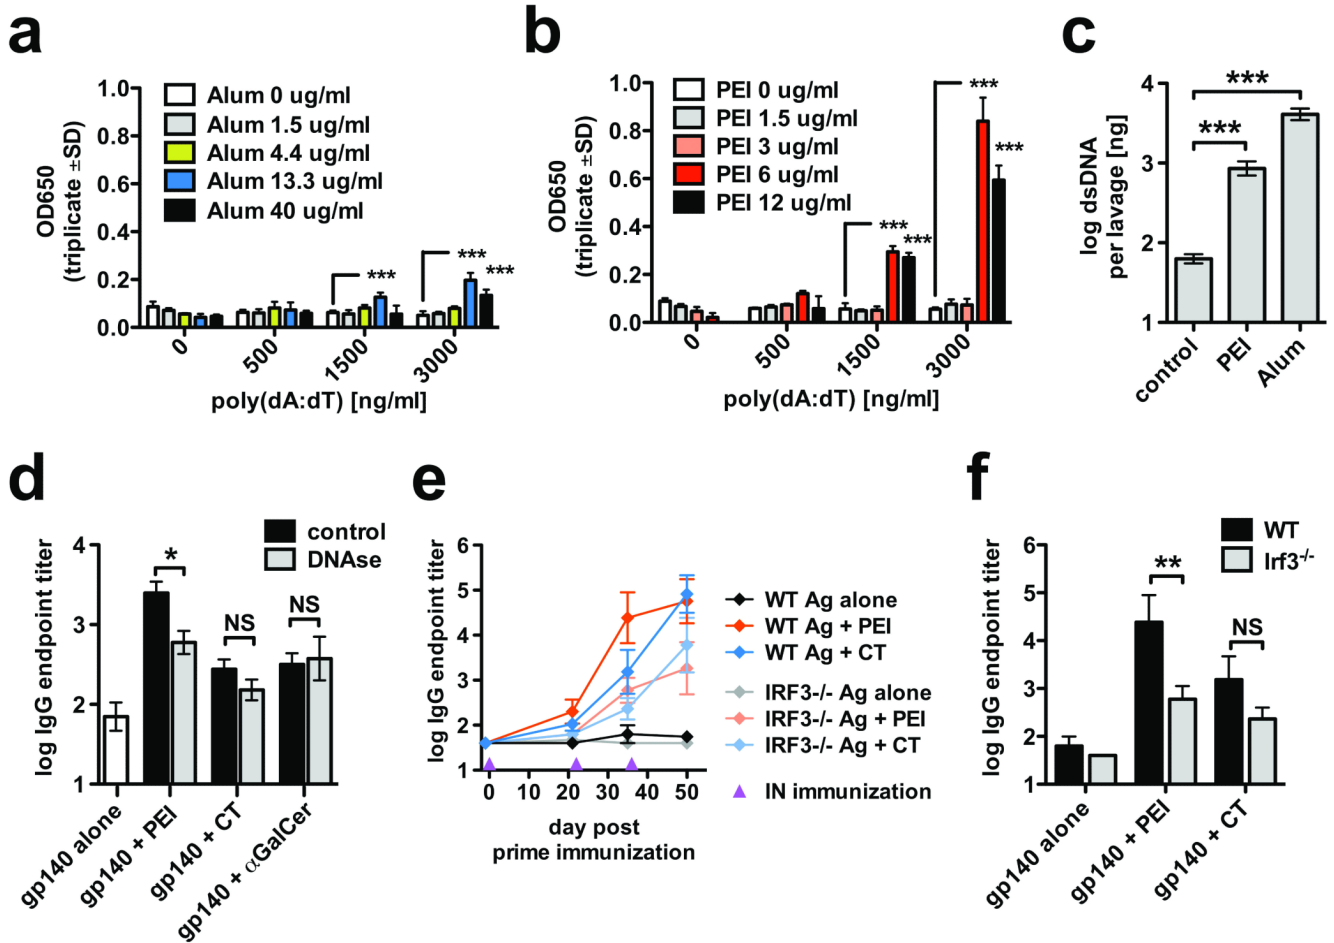 a
OD650
(triplicate ±SD)
1.0
0.8
0.6
0.4
0.2
0.0
Alum 0 ug/ml
Alum 1.5 ug/ml
Alum 4.4 ug/ml
Alum 13.3 ug/ml
Alum 40 ug/ml
***
***
***
0
500
1500
3000
poly(dA:dT) [ng/ml]
b
OD650
(triplicate ±SD)
1.0
0.8
0.6
0.4
0.2
0.0
PEI 0 ug/ml
PEI 1.5 ug/ml
PEI 3 ug/ml
PEI 6 ug/ml
PEI 12 ug/ml
***
***
***
***
0
500
1500
3000
poly(dA:dT) [ng/ml]
c
log dsDNA
per lavage [ng]
4
3
2
1
***
***
control
PEI
Alum
d
log IgG endpoint titer
4
3
2
1
control
DNAse
*
NS
NS
gp140 alone
gp140 + PEI
gp140 + CT
gp140 + αGalCer
e
log IgG endpoint titer
6
5
4
3
2
1
0
10
20
30
40
50
day post
prime immunization
WT Ag alone
WT Ag + PEI
WT Ag + CT
IRF3-/- Ag alone
IRF3-/- Ag + PEI
IRF3-/- Ag + CT
IN immunization
f
log IgG endpoint titer
6
5
4
3
2
1
WT
Irf3-/-
**
NS
gp140 alone
gp140 + PEI
gp140 + CT